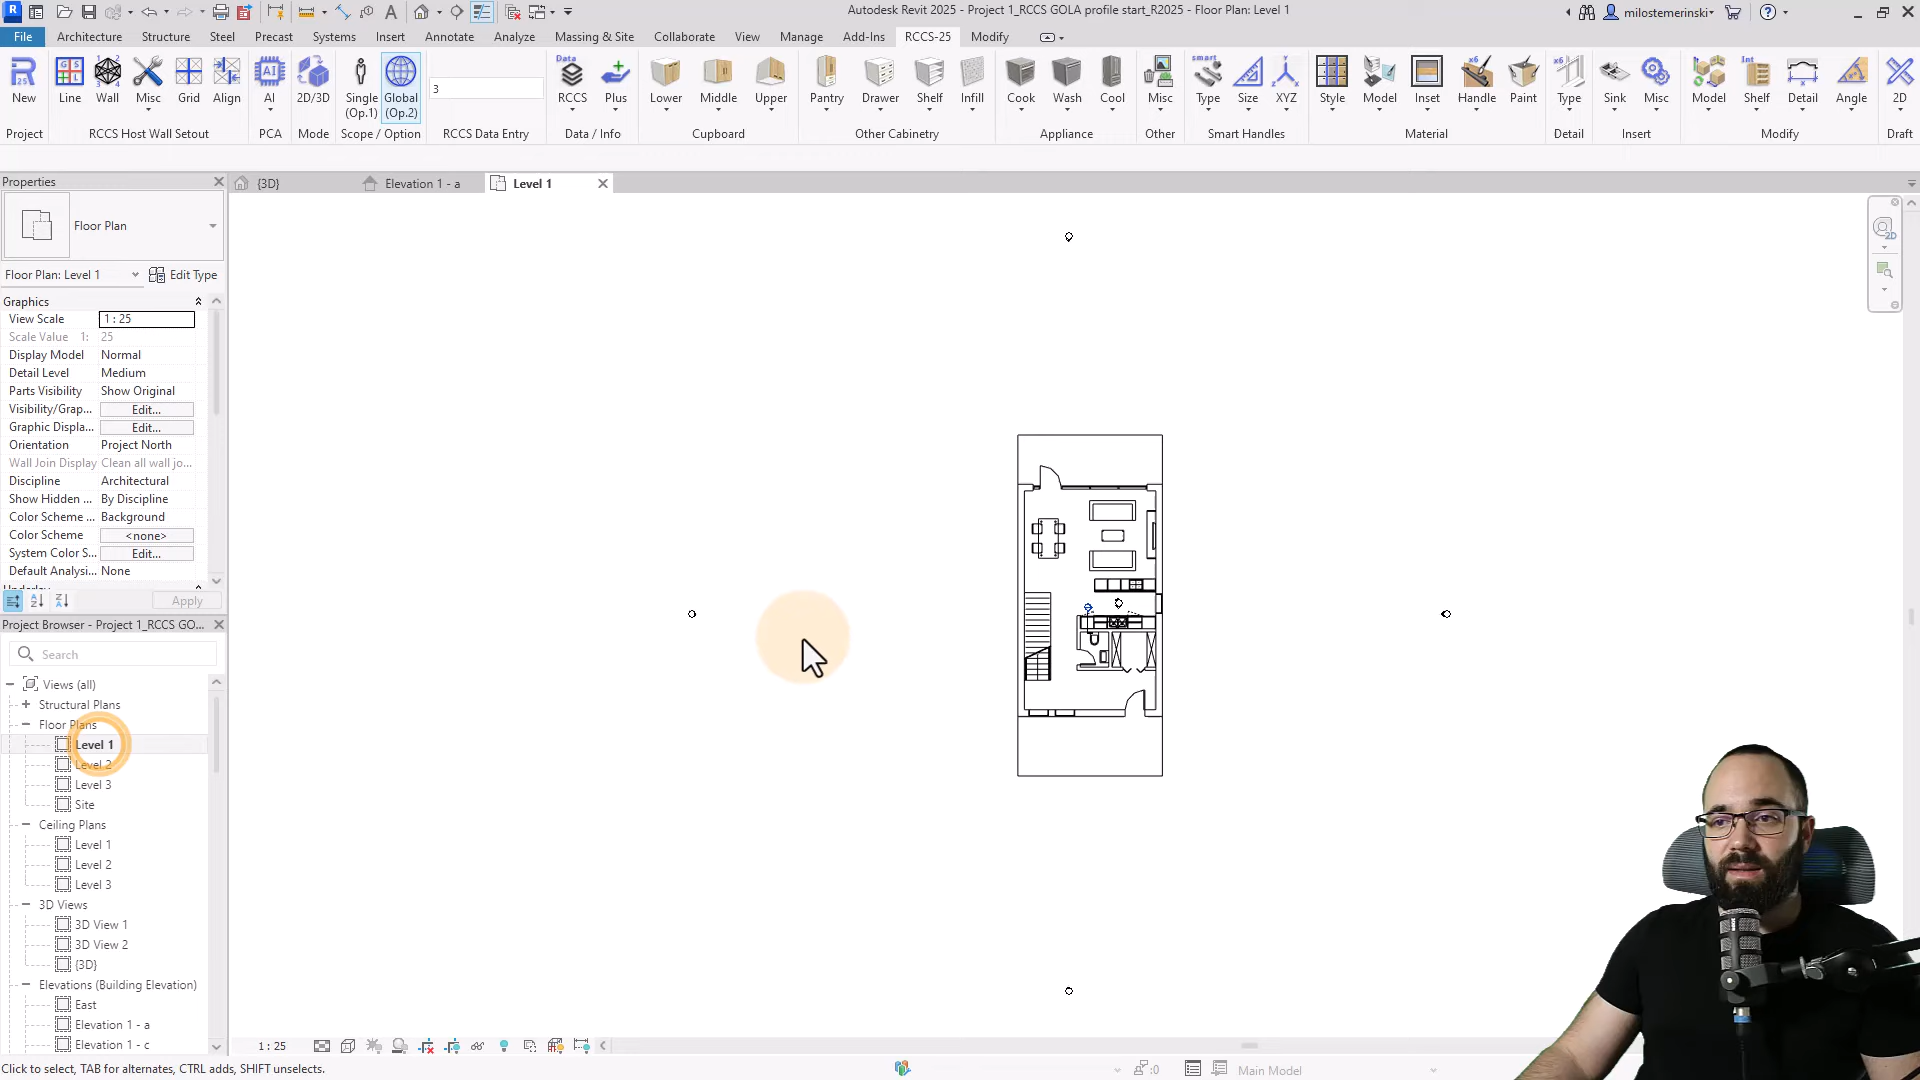 Autodesk Revit 2025 - Project 1_RCCS GOLA profile start_R2025 - Floor Plan: Level 1
milostemerinski
File Architecture Structure Steel Precast Systems Insert Annotate Analyze Massing & Site Collaborate View Manage Add-Ins RCCS-25 Modify
New Line Wall Misc Grid Align AI 2D/3D Single (Op.1) Global (Op.2) 3 RCCS Plus Lower Middle Upper Pantry Drawer Shelf Infill Cook Wash Cool Misc Type Size XYZ Style Model Inset Handle Paint Type Sink Misc Model Shelf Detail Angle 2D
Project RCCS Host Wall Setout PCA Mode Scope / Option RCCS Data Entry Data / Info Cupboard Other Cabinetry Appliance Other Smart Handles Material Detail Insert Modify Draft
Properties
{3D} Elevation 1 - a Level 1
Floor Plan
Floor Plan: Level 1 Edit Type
Graphics
View Scale 1 : 25
Scale Value 1: 25
Display Model Normal
Detail Level Medium
Parts Visibility Show Original
Visibility/Grap... Edit...
Graphic Displa... Edit...
Orientation Project North
Wall Join Display Clean all wall jo...
Discipline Architectural
Show Hidden ... By Discipline
Color Scheme ... Background
Color Scheme <none>
System Color S... Edit...
Default Analysi... None
Apply
Project Browser - Project 1_RCCS GO...
Search
Views (all)
Structural Plans
Floor Plans
Level 1
Level 2
Level 3
Site
Ceiling Plans
Level 1
Level 2
Level 3
3D Views
3D View 1
3D View 2
{3D}
Elevations (Building Elevation)
East
Elevation 1 - a
Elevation 1 - c
1 : 25
Click to select, TAB for alternates, CTRL adds, SHIFT unselects.
:0
Main Model